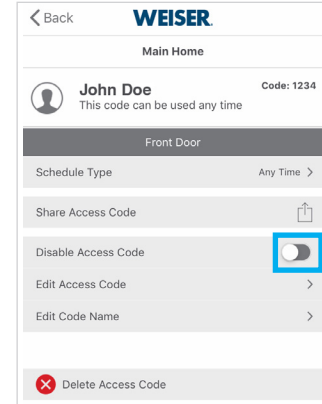 Back
WEISER.
Main Home
John Doe
Code: 1234
This code can be used any time
Front Door
Schedule Type
Any Time
Share Access Code
Disable Access Code
Edit Access Code
Edit Code Name
Delete Access Code